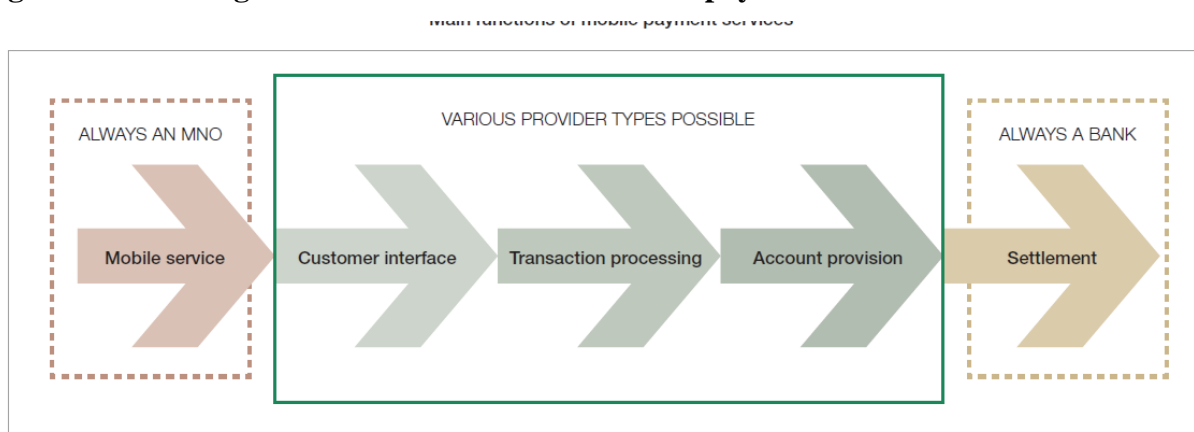 Main functions of mobile payment services
ALWAYS AN MNO
VARIOUS PROVIDER TYPES POSSIBLE
ALWAYS A BANK
Mobile service
Customer interface
Transaction processing
Account provision
Settlement